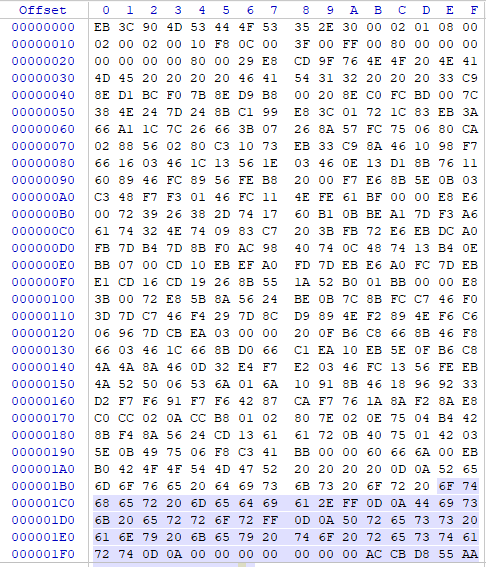 Offset 0 1 2 3 4 5 6 7 8 9 A B C D E F
00000000 EB 3C 90 4D 53 44 4F 53 35 2E 30 00 02 01 08 00
00000010 02 00 02 00 10 F8 0C 00 3F 00 FF 00 80 00 00 00
00000020 00 00 00 00 80 00 29 E8 CD 9F 76 4E 4F 20 4E 41
00000030 4D 45 20 20 20 20 46 41 54 31 32 20 20 20 33 C9
00000040 8E D1 BC F0 7B 8E D9 B8 00 20 8E C0 FC BD 00 7C
00000050 38 4E 24 7D 24 8B C1 99 E8 3C 01 72 1C 83 EB 3A
00000060 66 A1 1C 7C 26 66 3B 07 26 8A 57 FC 75 06 80 CA
00000070 02 88 56 02 80 C3 10 73 EB 33 C9 8A 46 10 98 F7
00000080 66 16 03 46 1C 13 56 1E 03 46 0E 13 D1 8B 76 11
00000090 60 89 46 FC 89 56 FE B8 20 00 F7 E6 8B 5E 0B 03
000000A0 C3 48 F7 F3 01 46 FC 11 4E FE 61 BF 00 00 E8 E6
000000B0 00 72 39 26 38 2D 74 17 60 B1 0B BE A1 7D F3 A6
000000C0 61 74 32 4E 74 09 83 C7 20 3B FB 72 E6 EB DC A0
000000D0 FB 7D B4 7D 8B F0 AC 98 40 74 0C 48 74 13 B4 0E
000000E0 BB 07 00 CD 10 EB EF A0 FD 7D EB E6 A0 FC 7D EB
000000F0 E1 CD 16 CD 19 26 8B 55 1A 52 B0 01 BB 00 00 E8
00000100 3B 00 72 E8 5B 8A 56 24 BE 0B 7C 8B FC C7 46 F0
00000110 3D 7D C7 46 F4 29 7D 8C D9 89 4E F2 89 4E F6 C6
00000120 06 96 7D CB EA 03 00 00 20 0F B6 C8 66 8B 46 F8
00000130 66 03 46 1C 66 8B D0 66 C1 EA 10 EB 5E 0F B6 C8
00000140 4A 4A 8A 46 0D 32 E4 F7 E2 03 46 FC 13 56 FE EB
00000150 4A 52 50 06 53 6A 01 6A 10 91 8B 46 18 96 92 33
00000160 D2 F7 F6 91 F7 F6 42 87 CA F7 76 1A 8A F2 8A E8
00000170 C0 CC 02 0A CC B8 01 02 80 7E 02 0E 75 04 B4 42
00000180 8B F4 8A 56 24 CD 13 61 61 72 0B 40 75 01 42 03
00000190 5E 0B 49 75 06 F8 C3 41 BB 00 00 60 66 6A 00 EB
000001A0 B0 42 4F 4F 54 4D 47 52 20 20 20 20 0D 0A 52 65
000001B0 6D 6F 76 65 20 64 69 73 6B 73 20 6F 72 20 6F 74
000001C0 68 65 72 20 6D 65 64 69 61 2E FF 0D 0A 44 69 73
000001D0 6B 20 65 72 72 6F 72 FF 0D 0A 50 72 65 73 73 20
000001E0 61 6E 79 20 6B 65 79 20 74 6F 20 72 65 73 74 61
000001F0 72 74 0D 0A 00 00 00 00 00 00 00 AC CB D8 55 AA